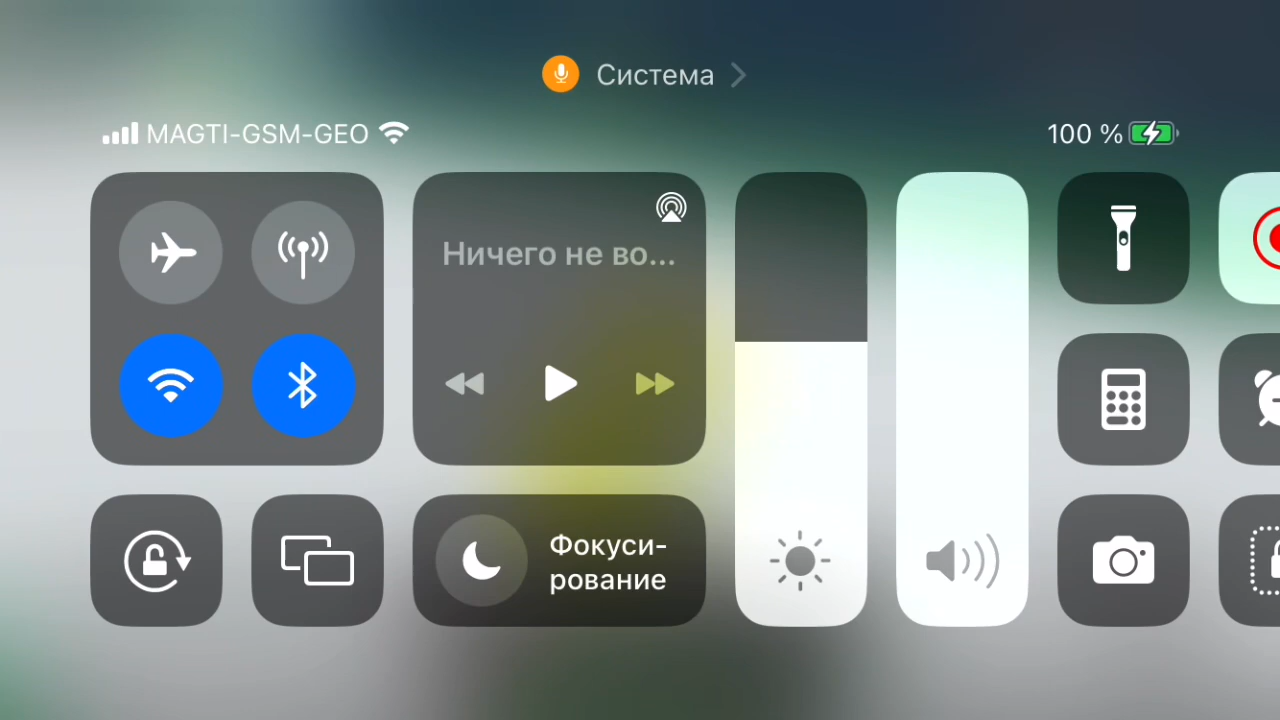 Система
MAGTI-GSM-GEO
100 %
Ничего не во...
Фокуси-
рование